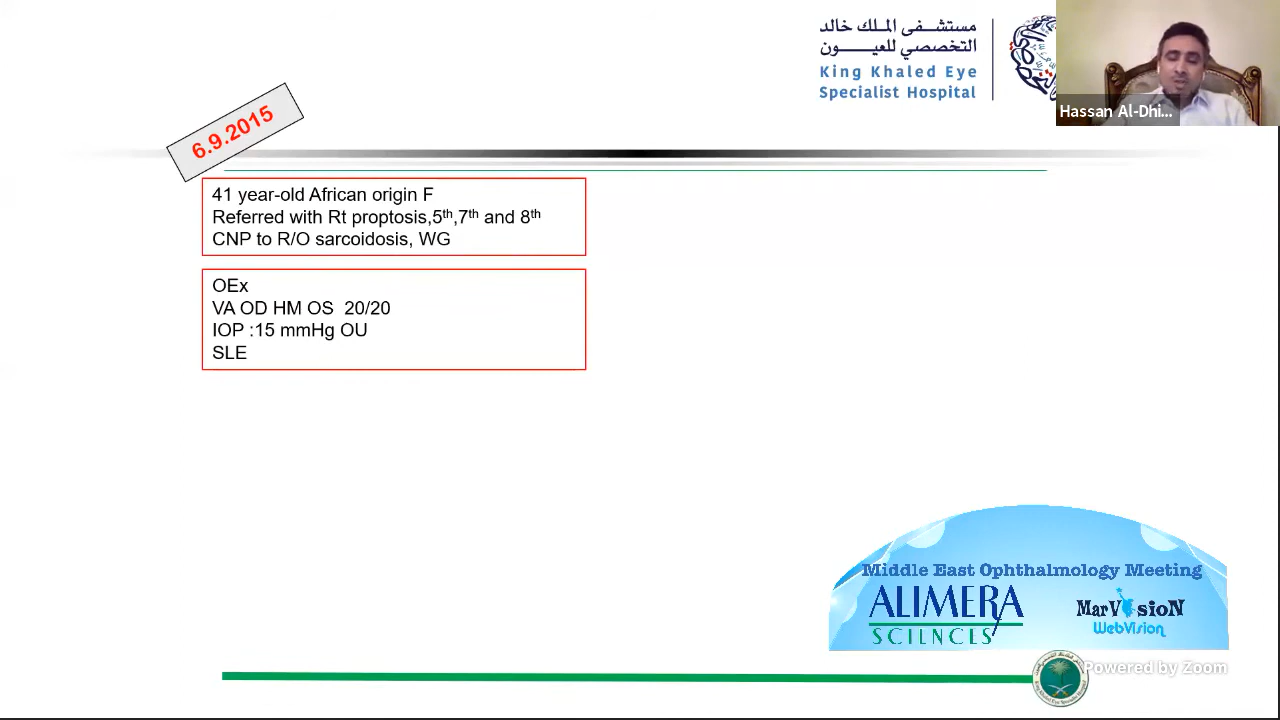 مستشفى الملك خالد
التخصصي للعيون
King Khaled Eye
Specialist Hospital
Hassan Al-Dhi...
6.9.2015
41 year-old African origin F
Referred with Rt proptosis,5th,7th and 8th
CNP to R/O sarcoidosis, WG
OEx
VA OD HM OS 20/20
IOP :15 mmHg OU
SLE
Middle East Ophthalmology Meeting
ALIMERA
SCIENCES
MarVisioN
WebVision
Powered by Zoom